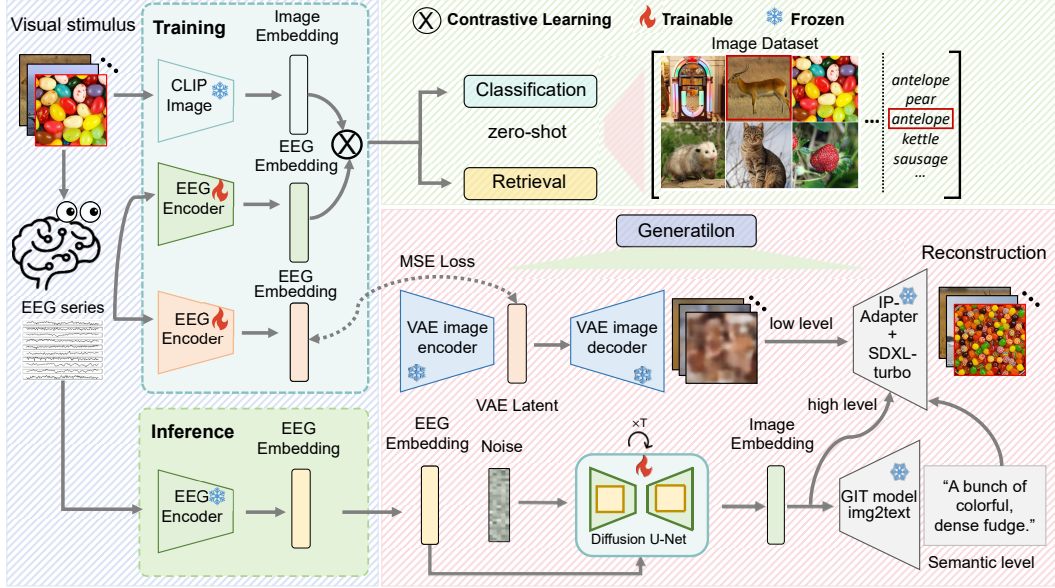 Visual stimulus
Training
Image
Embedding
CLIP
Image
EEG
Embedding
EEG
Encoder
EEG
Embedding
EEG
Encoder
EEG series
Inference
EEG
Embedding
EEG
Encoder
X Contrastive Learning
Trainable
Frozen
Image Dataset
Classification
zero-shot
Retrieval
...
antelope
pear
antelope
kettle
sausage
...
Generatilon
Reconstruction
MSE Loss
VAE image
encoder
VAE Latent
VAE image
decoder
low level
IP-
Adapter
+
SDXL-
turbo
high level
EEG
Embedding
Noise
×T
Diffusion U-Net
Image
Embedding
GIT model
img2text
“A bunch of
colorful,
dense fudge.”
Semantic level